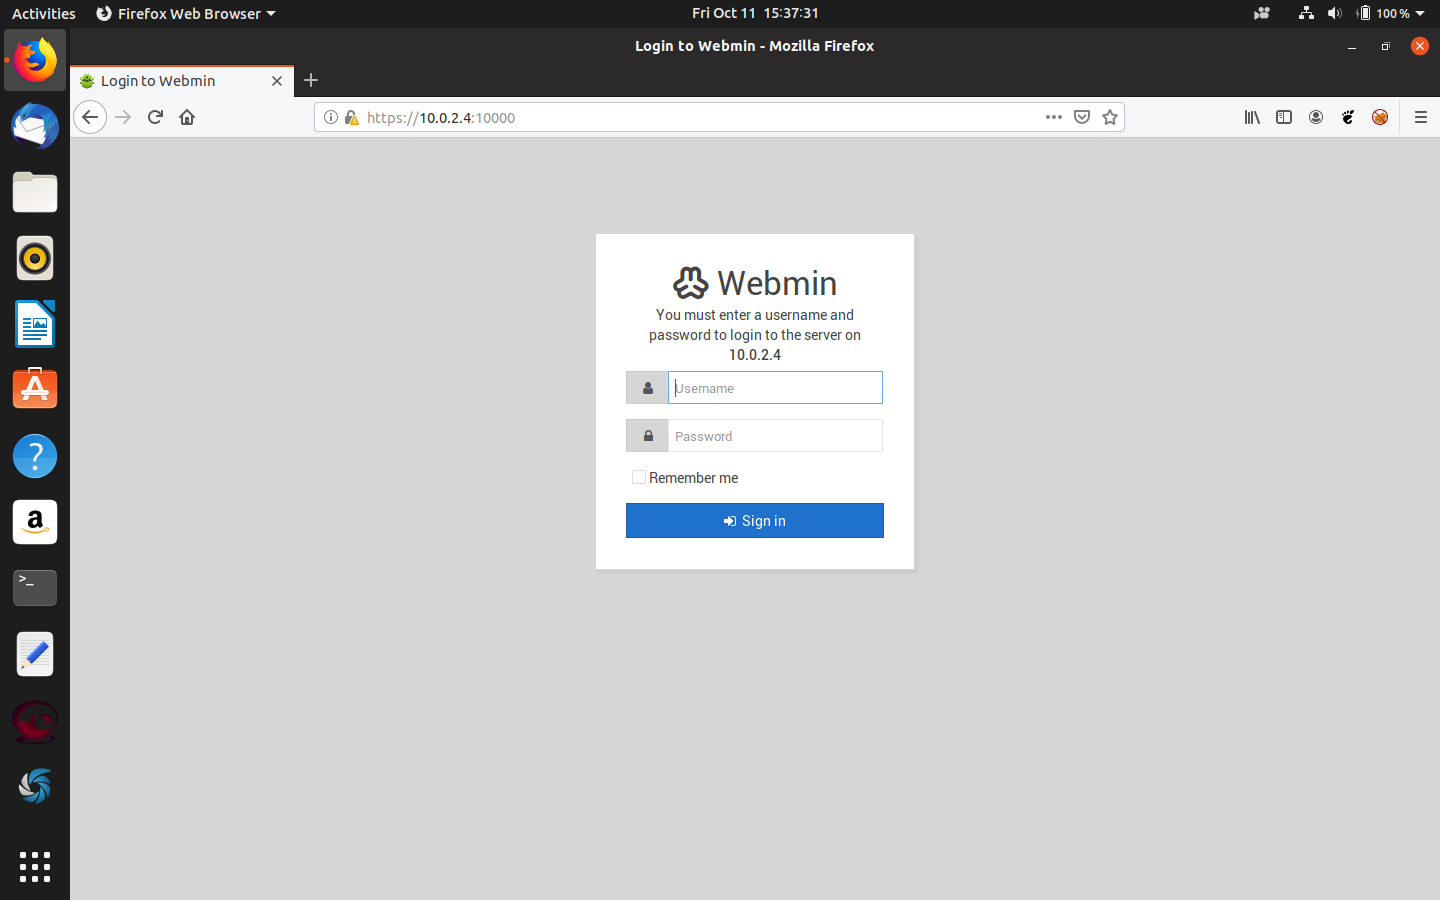 Activities
Firefox Web Browser
Fri Oct 11 15:37:31
100 %
Login to Webmin - Mozilla Firefox
Login to Webmin
https://10.0.2.4:10000
Webmin
You must enter a username and
password to login to the server on
10.0.2.4
Username
Password
Remember me
Sign in
?
a
>_